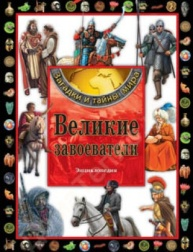 Загадки и тайны мира
Великие
завоеватели
Энциклопедия